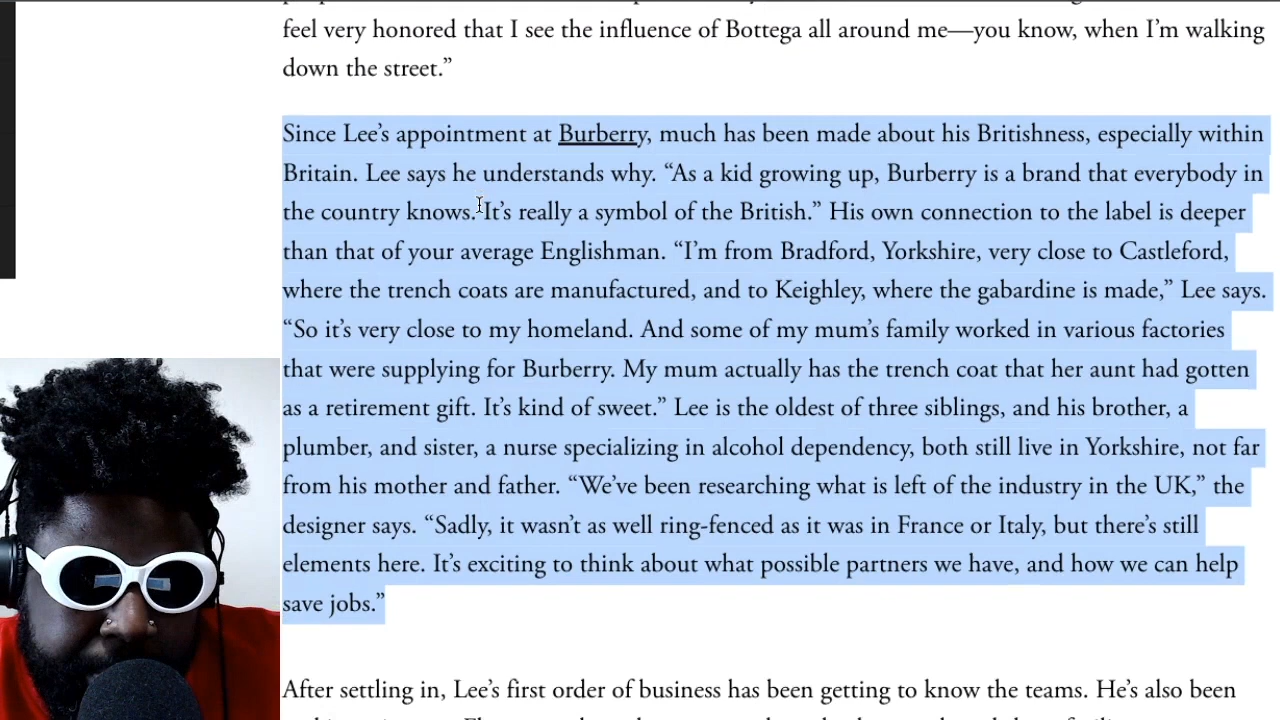 feel very honored that I see the influence of Bottega all around me—you know, when I’m walking
down the street.”
Since Lee’s appointment at Burberry, much has been made about his Britishness, especially within
Britain. Lee says he understands why. “As a kid growing up, Burberry is a brand that everybody in
the country knows. It’s really a symbol of the British.” His own connection to the label is deeper
than that of your average Englishman. “I’m from Bradford, Yorkshire, very close to Castleford,
where the trench coats are manufactured, and to Keighley, where the gabardine is made,” Lee says.
“So it’s very close to my homeland. And some of my mum’s family worked in various factories
that were supplying for Burberry. My mum actually has the trench coat that her aunt had gotten
as a retirement gift. It’s kind of sweet.” Lee is the oldest of three siblings, and his brother, a
plumber, and sister, a nurse specializing in alcohol dependency, both still live in Yorkshire, not far
from his mother and father. “We’ve been researching what is left of the industry in the UK,” the
designer says. “Sadly, it wasn’t as well ring-fenced as it was in France or Italy, but there’s still
elements here. It’s exciting to think about what possible partners we have, and how we can help
save jobs.”
After settling in, Lee’s first order of business has been getting to know the teams. He’s also been